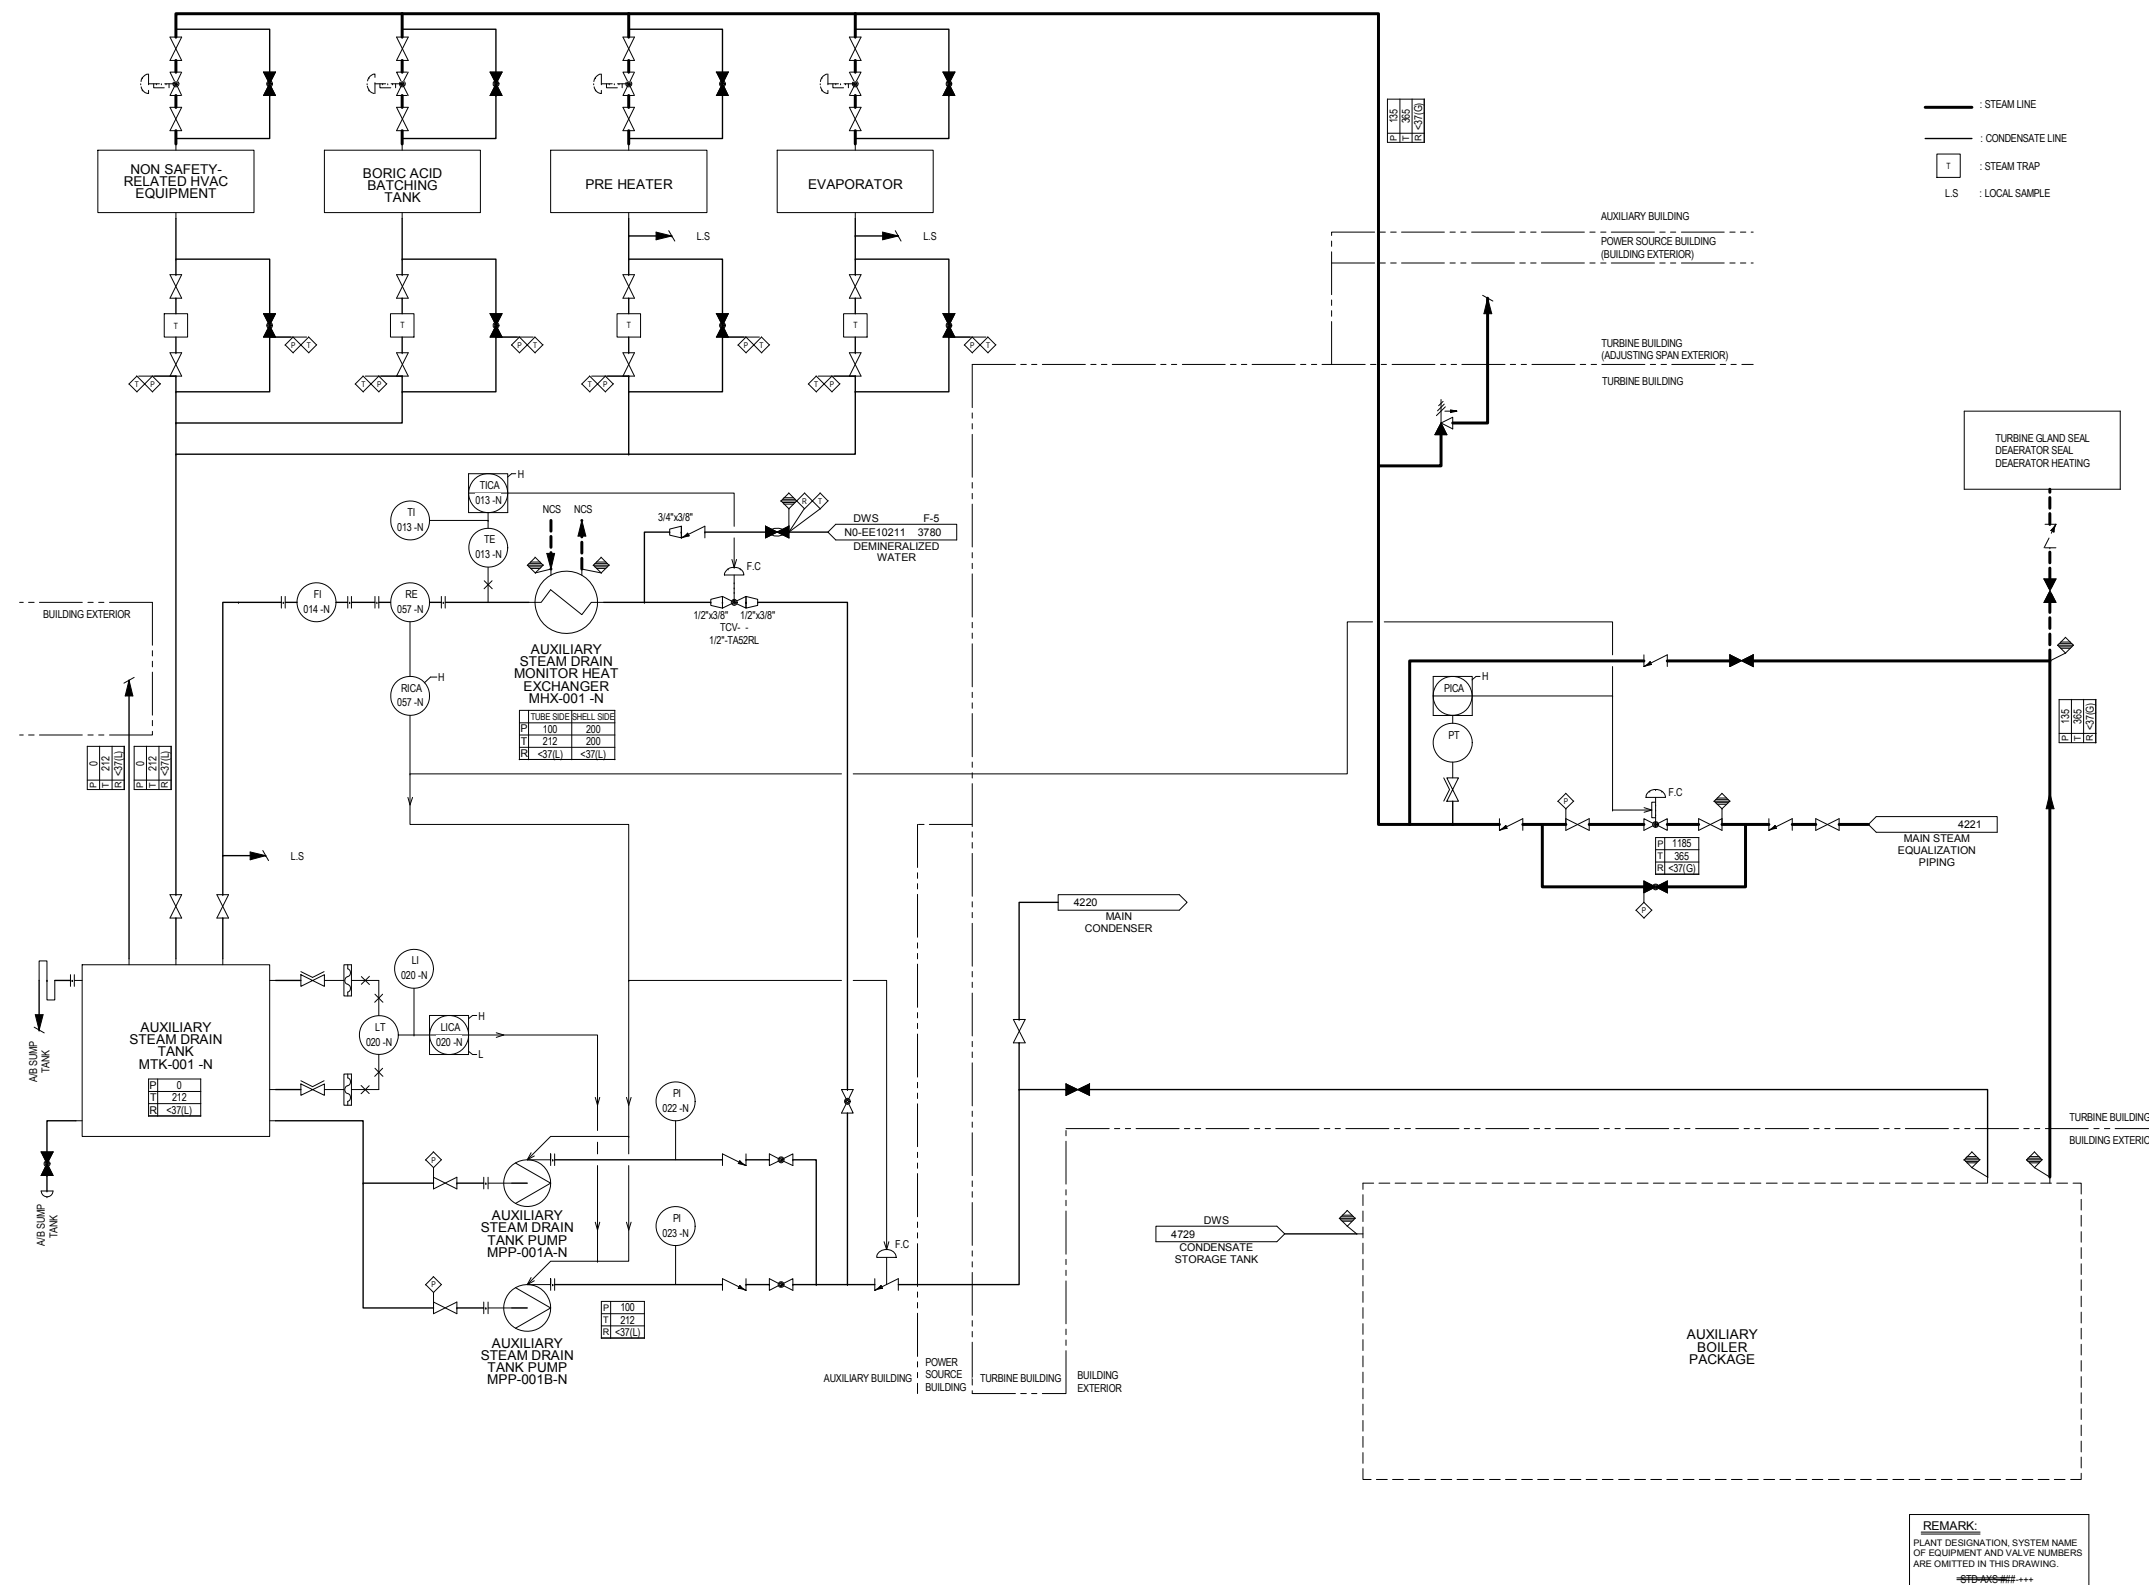 P 135
T 365
R <37(G)
: STEAM LINE
: CONDENSATE LINE
T : STEAM TRAP
L.S : LOCAL SAMPLE
NON SAFETY-
RELATED HVAC
EQUIPMENT
BORIC ACID
BATCHING
TANK
PRE HEATER
EVAPORATOR
L.S
L.S
AUXILIARY BUILDING
POWER SOURCE BUILDING
(BUILDING EXTERIOR)
TURBINE BUILDING
(ADJUSTING SPAN EXTERIOR)
TURBINE BUILDING
T
T
T
T
P T
P T
P T
P T
T P
T P
T P
T P
TURBINE GLAND SEAL
DEAERATOR SEAL
DEAERATOR HEATING
TICA
013 -N
H
TI
013 -N
TE
013 -N
NCS
NCS
3/4"x3/8"
R T
DWS F-5
N0-EE10211 3780
DEMINERALIZED
WATER
F.C
FI
014 -N
RE
057 -N
1/2"x3/8" 1/2"x3/8"
TCV- -
1/2"-TA52RL
BUILDING EXTERIOR
AUXILIARY
STEAM DRAIN
MONITOR HEAT
EXCHANGER
MHX-001 -N
TUBE SIDE SHELL SIDE
P 100 200
T 212 200
R <37(L) <37(L)
RICA
057 -N
H
PICA
H
PT
P 135
T 365
R <37(G)
P 0
T 212
R <37(L)
P 0
T 212
R <37(L)
P
F.C
4221
MAIN STEAM
EQUALIZATION
PIPING
P 1185
T 365
R <37(G)
P
L.S
4220
MAIN
CONDENSER
LI
020 -N
LT
020 -N
LICA
020 -N
H
L
AUXILIARY
STEAM DRAIN
TANK
MTK-001 -N
P 0
T 212
R <37(L)
A/B SUMP
TANK
A/B SUMP
TANK
PI
022 -N
P
AUXILIARY
STEAM DRAIN
TANK PUMP
MPP-001A-N
PI
023 -N
P
F.C
AUXILIARY
STEAM DRAIN
TANK PUMP
MPP-001B-N
P 100
T 212
R <37(L)
TURBINE BUILDING
DWS
4729
CONDENSATE
STORAGE TANK
AUXILIARY
BOILER
PACKAGE
AUXILIARY BUILDING
POWER
SOURCE
BUILDING
TURBINE BUILDING
BUILDING
EXTERIOR
REMARK:
PLANT DESIGNATION, SYSTEM NAME
OF EQUIPMENT AND VALVE NUMBERS
ARE OMITTED IN THIS DRAWING.
STD-AXS-###-+++